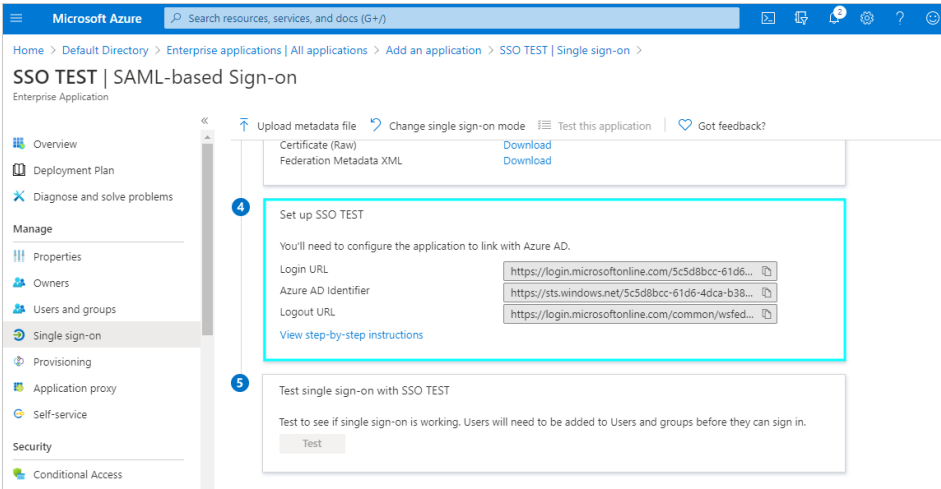 Microsoft Azure
Search resources, services, and docs (G+/)
2
Home > Default Directory > Enterprise applications | All applications > Add an application > SSO TEST | Single sign-on >
SSO TEST | SAML-based Sign-on
Enterprise Application
Upload metadata file Change single sign-on mode Test this application Got feedback?
Overview
Deployment Plan
Diagnose and solve problems
Manage
Properties
Owners
Users and groups
Single sign-on
Provisioning
Application proxy
Self-service
Security
Conditional Access
Certificate (Raw) Download
Federation Metadata XML Download
4
Set up SSO TEST
You'll need to configure the application to link with Azure AD.
Login URL https://login.microsoftonline.com/5c5d8bcc-61d6...
Azure AD Identifier https://sts.windows.net/5c5d8bcc-61d6-4dca-b38...
Logout URL https://login.microsoftonline.com/common/wsfed...
View step-by-step instructions
5
Test single sign-on with SSO TEST
Test to see if single sign-on is working. Users will need to be added to Users and groups before they can sign in.
Test